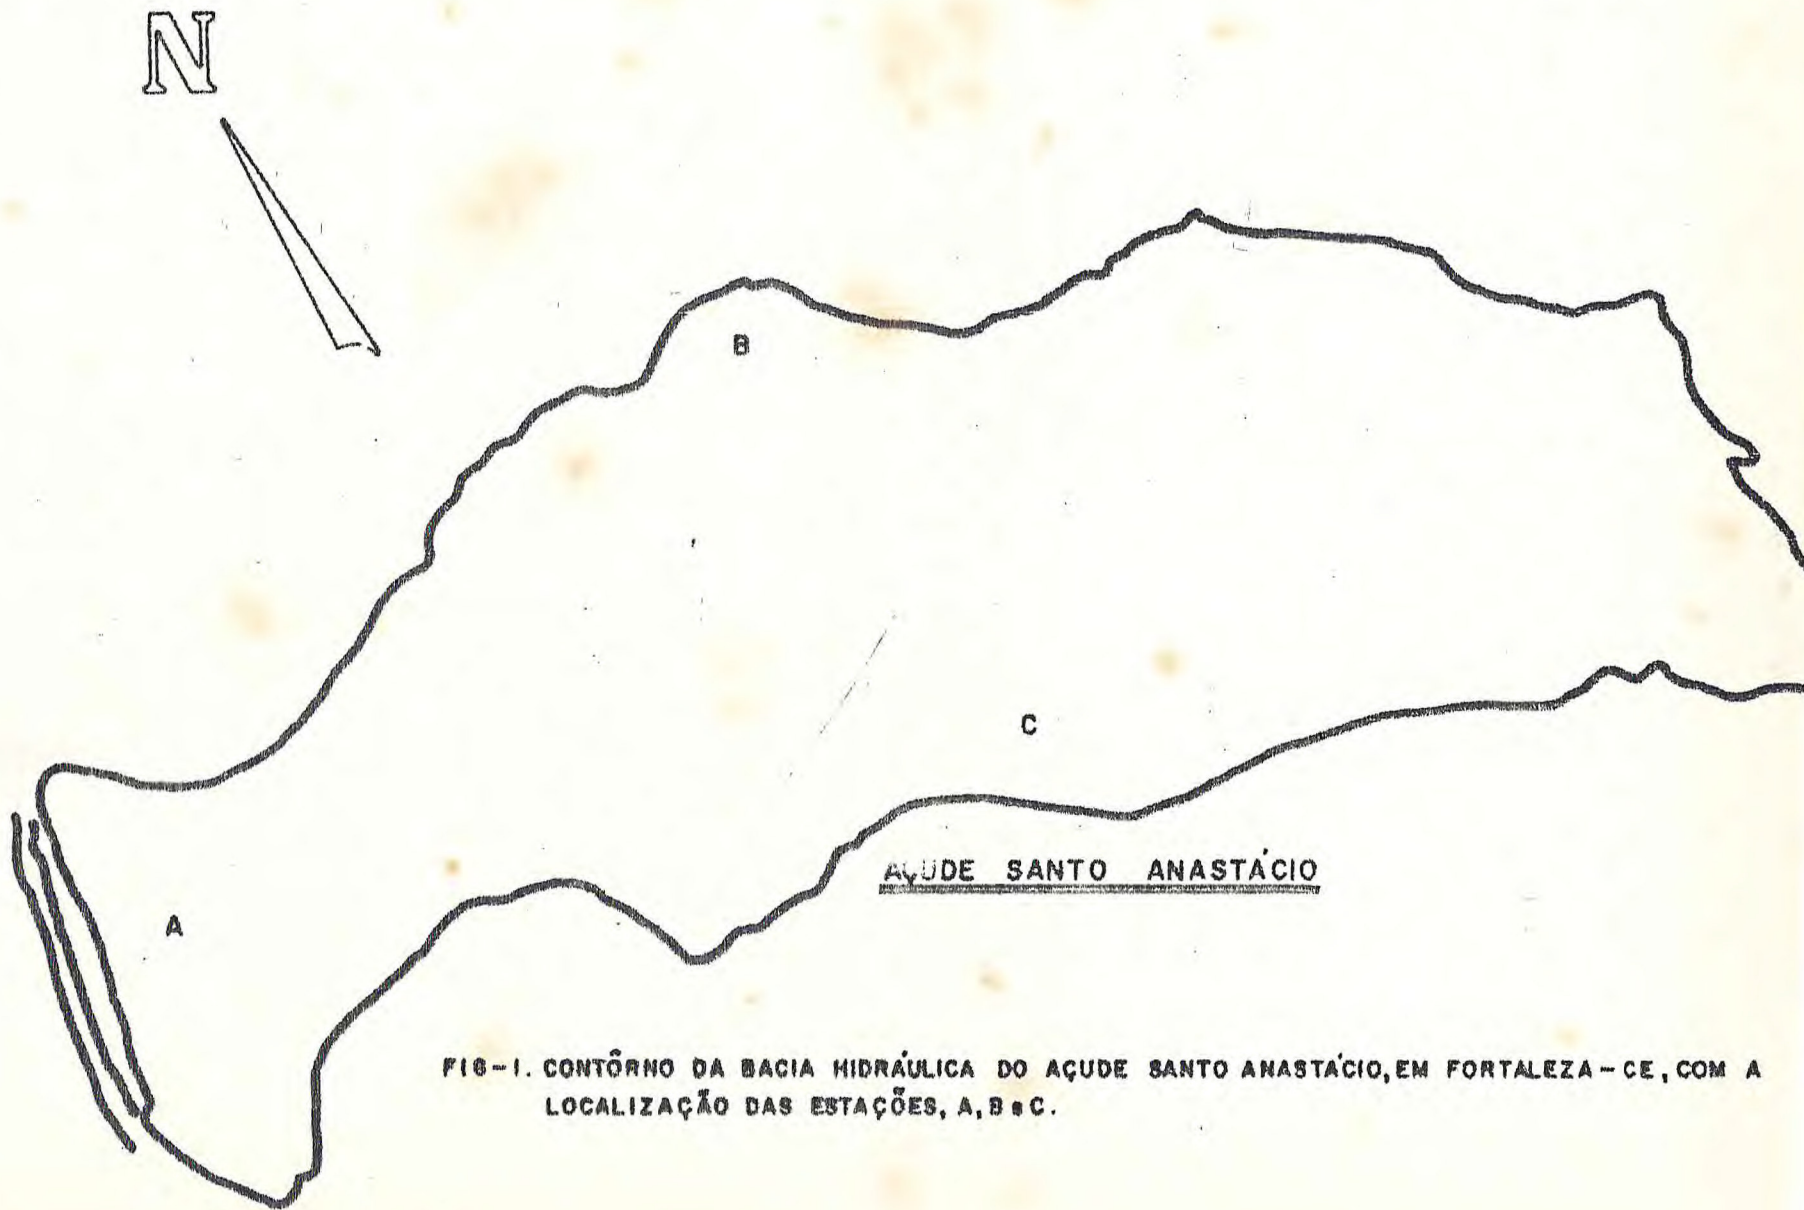 N
B
C
AÇUDE SANTO ANASTÁCIO
A
FIG-1. CONTÔRNO DA BACIA HIDRÁULICA DO AÇUDE SANTO ANASTÁCIO, EM FORTALEZA-CE, COM A
LOCALIZAÇÃO DAS ESTAÇÕES, A, B e C.